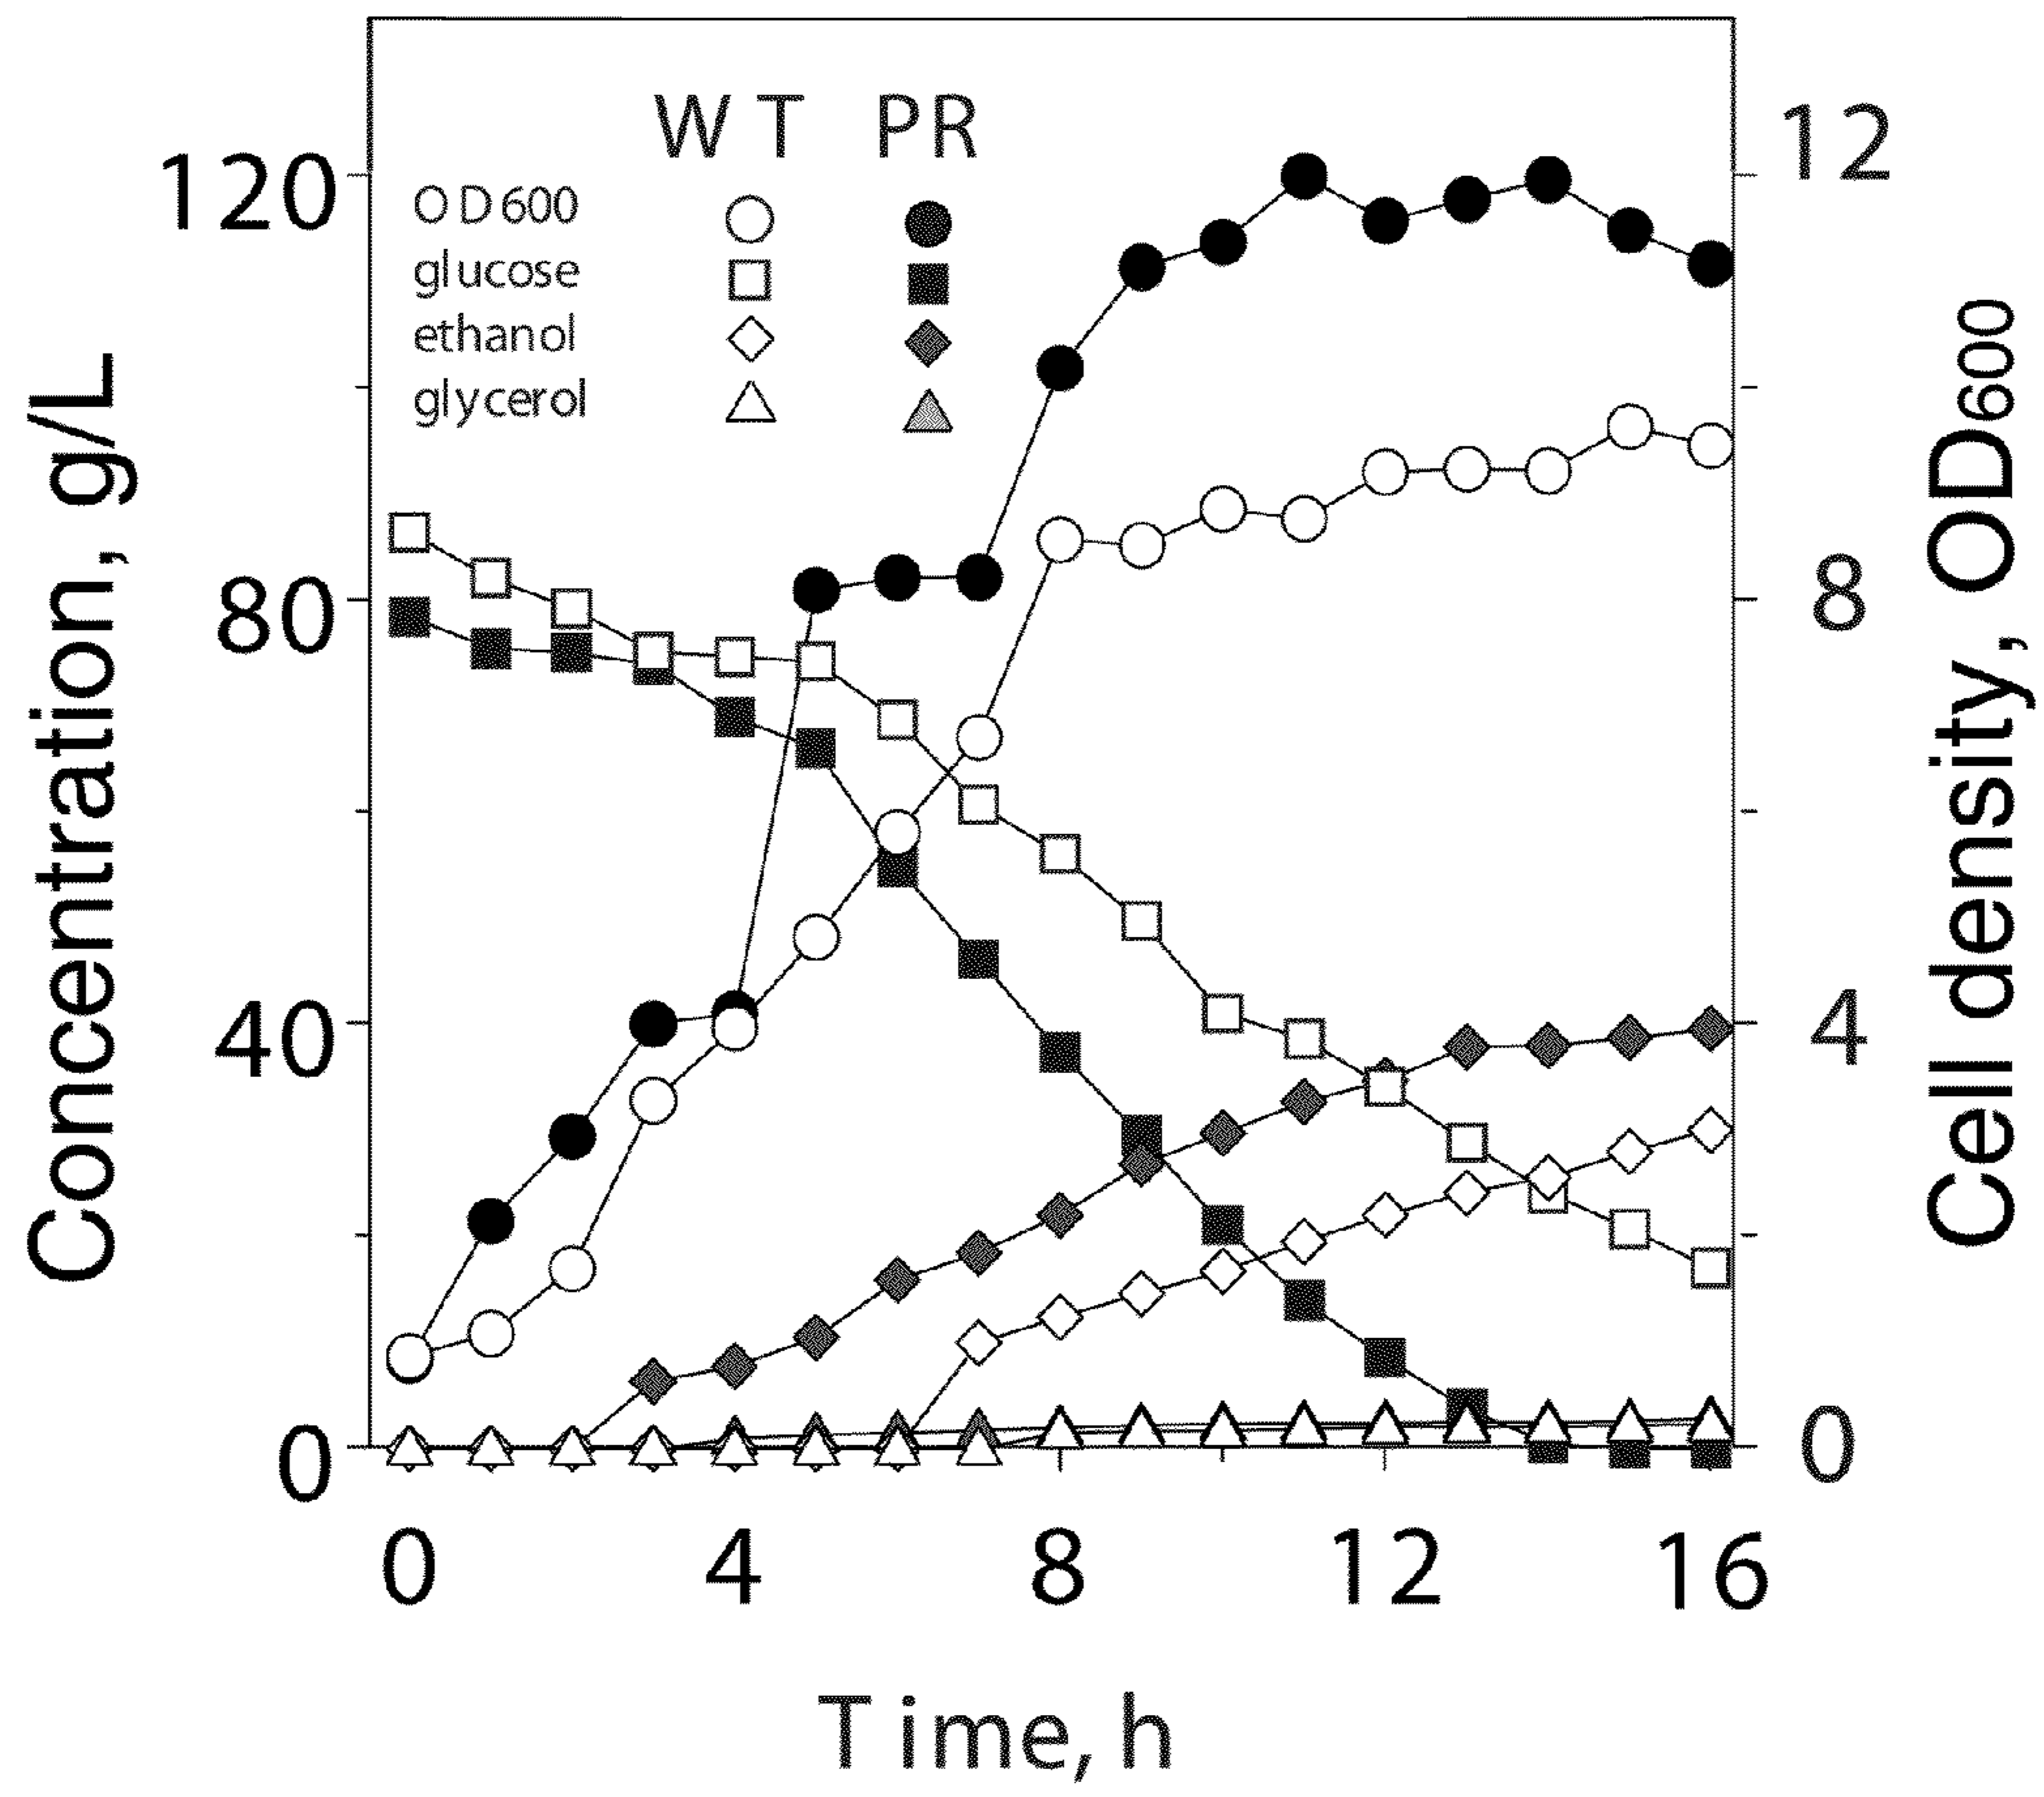 WT PR
OD600
glucose
ethanol
glycerol
120
80
40
0
Concentration, g/L
12
8
4
0
Cell density, OD600
0 4 8 12 16
Time, h